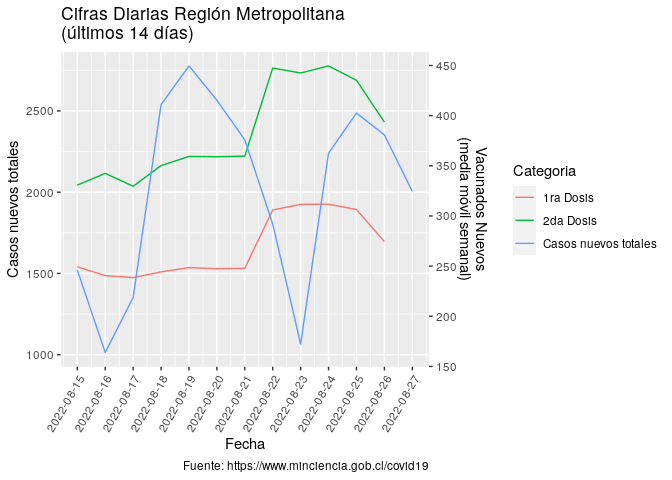 Cifras Diarias Región Metropolitana
(últimos 14 días)
Casos nuevos totales
2500
2000
1500
1000
450
400
350
300
250
200
150
Vacunados Nuevos
(media móvil semanal)
2022-08-15
2022-08-16
2022-08-17
2022-08-18
2022-08-19
2022-08-20
2022-08-21
2022-08-22
2022-08-23
2022-08-24
2022-08-25
2022-08-26
2022-08-27
Fecha
Categoria
1ra Dosis
2da Dosis
Casos nuevos totales
Fuente: https://www.minciencia.gob.cl/covid19